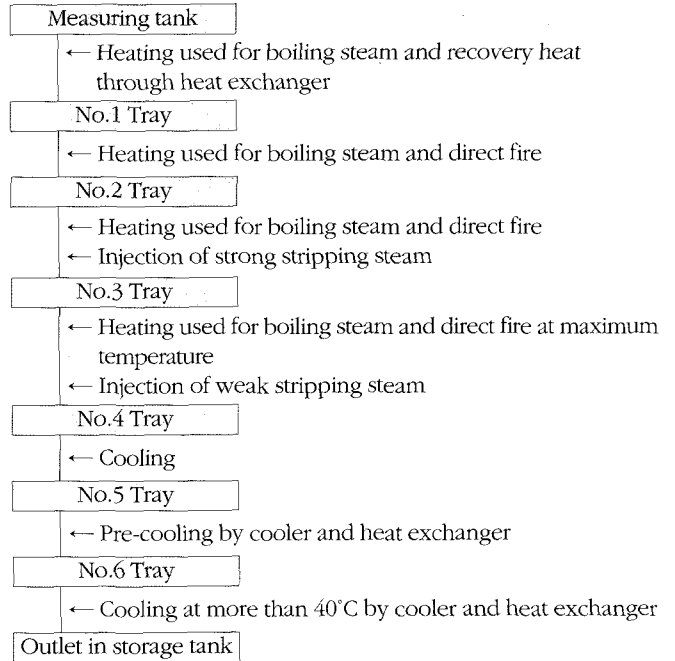 Measuring tank
← Heating used for boiling steam and recovery heat
through heat exchanger
No.1 Tray
← Heating used for boiling steam and direct fire
No.2 Tray
← Heating used for boiling steam and direct fire
← Injection of strong stripping steam
No.3 Tray
← Heating used for boiling steam and direct fire at maximum
temperature
← Injection of weak stripping steam
No.4 Tray
← Cooling
No.5 Tray
← Pre-cooling by cooler and heat exchanger
No.6 Tray
← Cooling at more than 40°C by cooler and heat exchanger
Outlet in storage tank